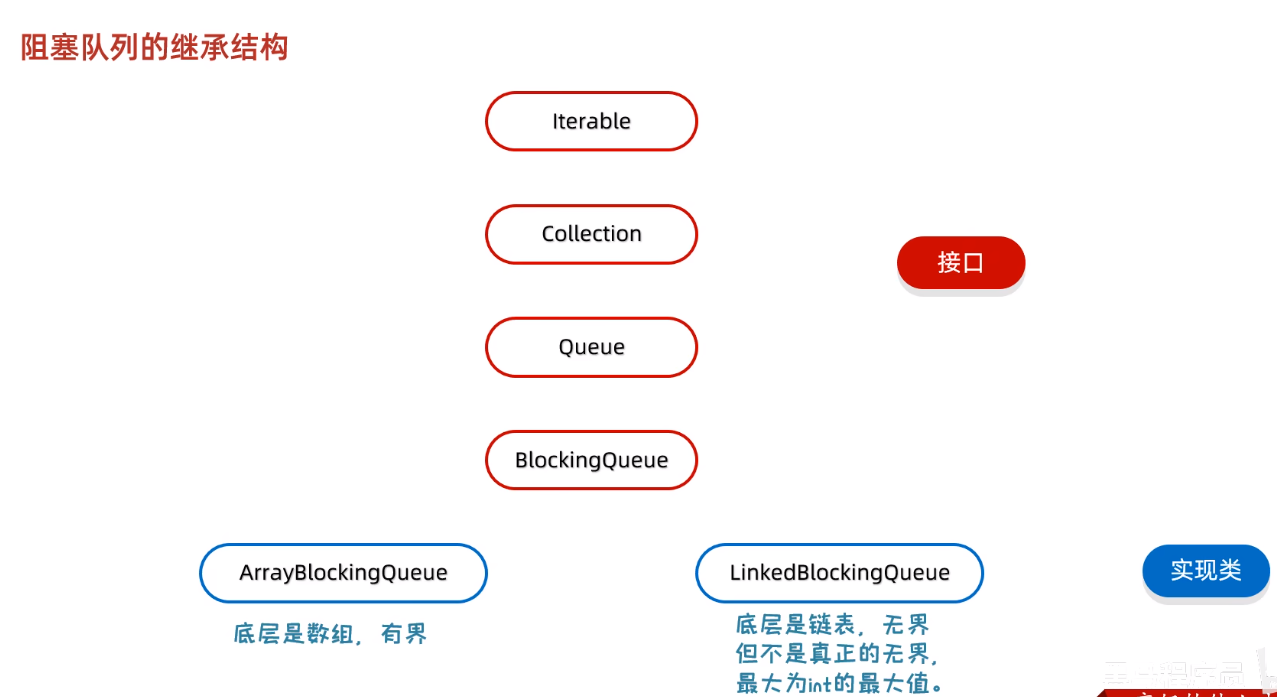 阻塞队列的继承结构
Iterable
Collection
接口
Queue
BlockingQueue
ArrayBlockingQueue
LinkedBlockingQueue
实现类
底层是数组，有界
底层是链表，无界
但不是真正的无界，
最大为int的最大值。